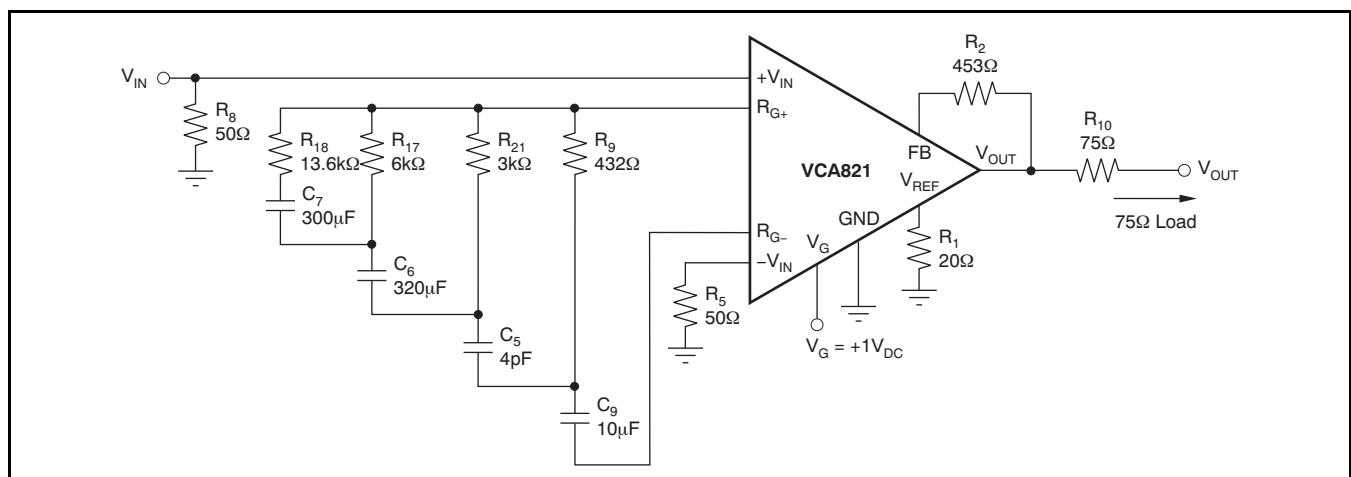 V_IN
R_8
50Ω
R_18
13.6kΩ
R_17
6kΩ
R_21
3kΩ
R_9
432Ω
C_7
300μF
C_6
320μF
C_5
4pF
C_9
10μF
+V_IN
R_G+
R_G−
−V_IN
R_5
50Ω
VCA821
FB
V_OUT
V_REF
GND
V_G
R_2
453Ω
R_10
75Ω
V_OUT
75Ω Load
R_1
20Ω
V_G = +1V_DC